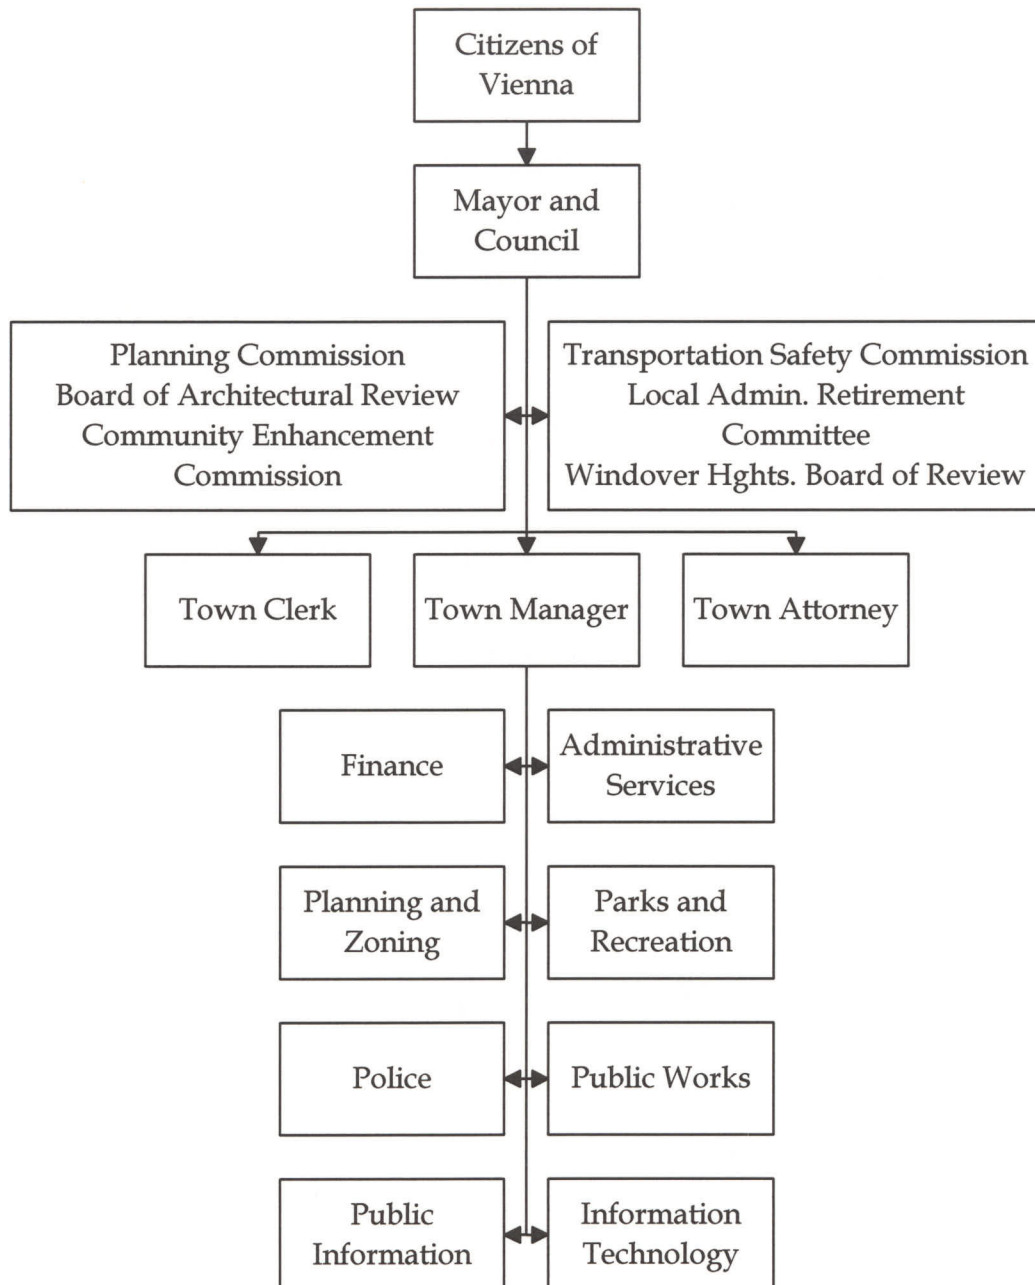 Citizens of
Vienna
Mayor and
Council
Planning Commission
Board of Architectural Review
Community Enhancement
Commission
Transportation Safety Commission
Local Admin. Retirement
Committee
Windover Hghts. Board of Review
Town Clerk
Town Manager
Town Attorney
Finance
Administrative
Services
Planning and
Zoning
Parks and
Recreation
Police
Public Works
Public
Information
Information
Technology